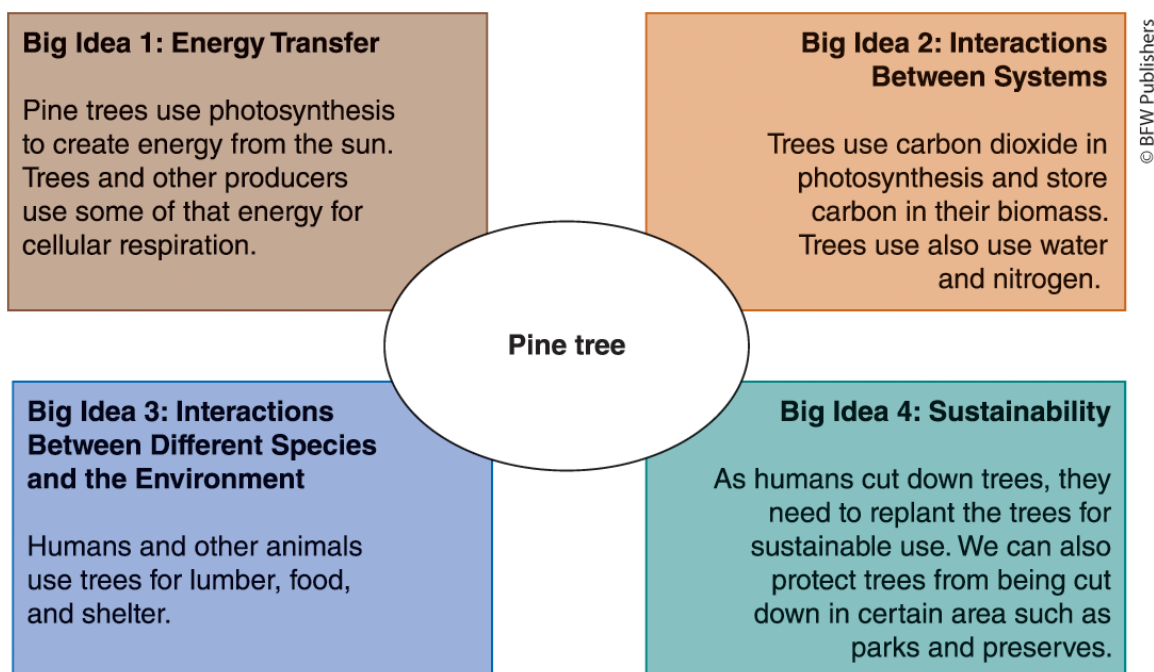 Big Idea 1: Energy Transfer
Pine trees use photosynthesis
to create energy from the sun.
Trees and other producers
use some of that energy for
cellular respiration.
Big Idea 2: Interactions
Between Systems
Trees use carbon dioxide in
photosynthesis and store
carbon in their biomass.
Trees use also use water
and nitrogen.
© BFW Publishers
Pine tree
Big Idea 3: Interactions
Between Different Species
and the Environment
Humans and other animals
use trees for lumber, food,
and shelter.
Big Idea 4: Sustainability
As humans cut down trees, they
need to replant the trees for
sustainable use. We can also
protect trees from being cut
down in certain area such as
parks and preserves.